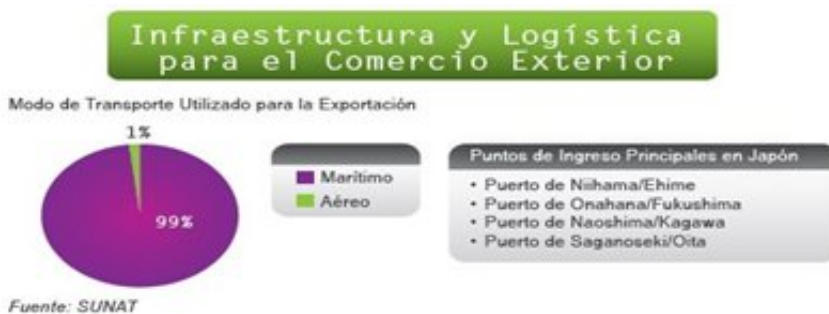 Infraestructura y Logística
para el Comercio Exterior
Modo de Transporte Utilizado para la Exportación
1%
99%
Marítimo
Aéreo
Puntos de Ingreso Principales en Japón
• Puerto de Niihama/Ehime
• Puerto de Onahana/Fukushima
• Puerto de Naoshima/Kagawa
• Puerto de Saganoseki/Oita
Fuente: SUNAT